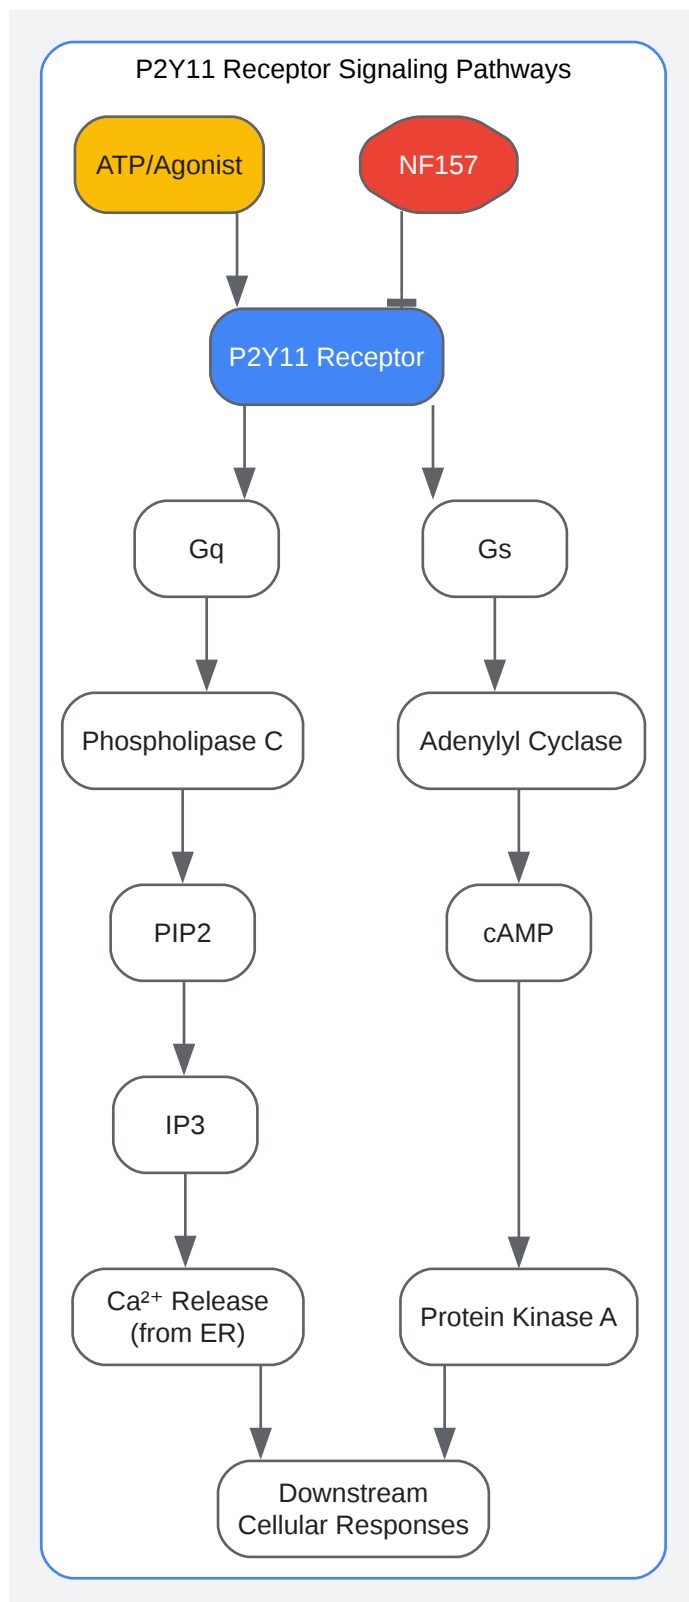 P2Y11 Receptor Signaling Pathways
ATP/Agonist
NF157
P2Y11 Receptor
Gq
Gs
Phospholipase C
Adenylyl Cyclase
PIP2
cAMP
IP3
Ca²⁺ Release
(from ER)
Protein Kinase A
Downstream
Cellular Responses